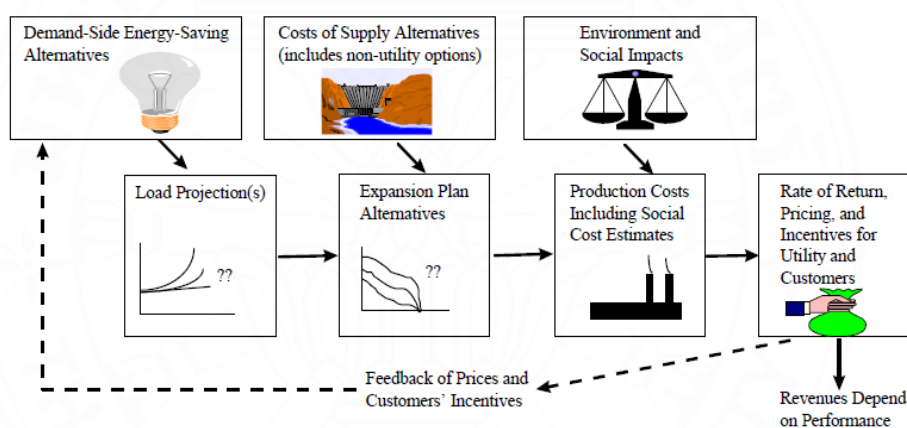 Demand-Side Energy-Saving
Alternatives
Costs of Supply Alternatives
(includes non-utility options)
Environment and
Social Impacts
Load Projection(s)
??
Expansion Plan
Alternatives
??
Production Costs
Including Social
Cost Estimates
Rate of Return,
Pricing, and
Incentives for
Utility and
Customers
Feedback of Prices and
Customers' Incentives
Revenues Depend
on Performance